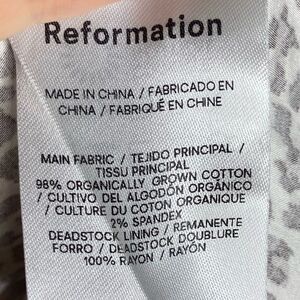 Reformation
MADE IN CHINA / FABRICADO EN
CHINA / FABRIQUÉ EN CHINE
MAIN FABRIC / TEJIDO PRINCIPAL /
TISSU PRINCIPAL
98% ORGANICALLY GROWN COTTON
/ CULTIVO DEL ALGODÓN ORGÁNICO
/ CULTURE DU COTON ORGANIQUE
2% SPANDEX
DEADSTOCK LINING / REMANENTE
FORRO / DEADSTOCK DOUBLURE
100% RAYON / RAYÓN